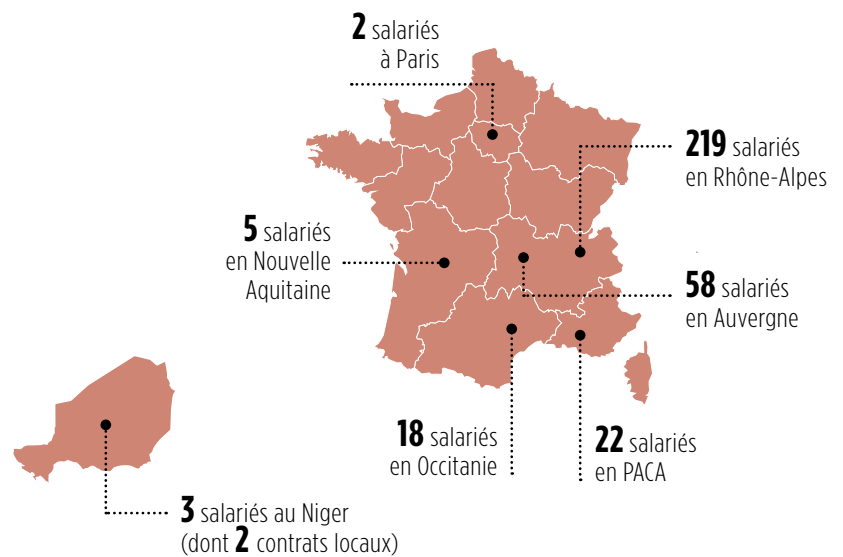 2 salariés
à Paris
219 salariés
en Rhône-Alpes
5 salariés
en Nouvelle
Aquitaine
58 salariés
en Auvergne
18 salariés
en Occitanie
22 salariés
en PACA
3 salariés au Niger
(dont 2 contrats locaux)